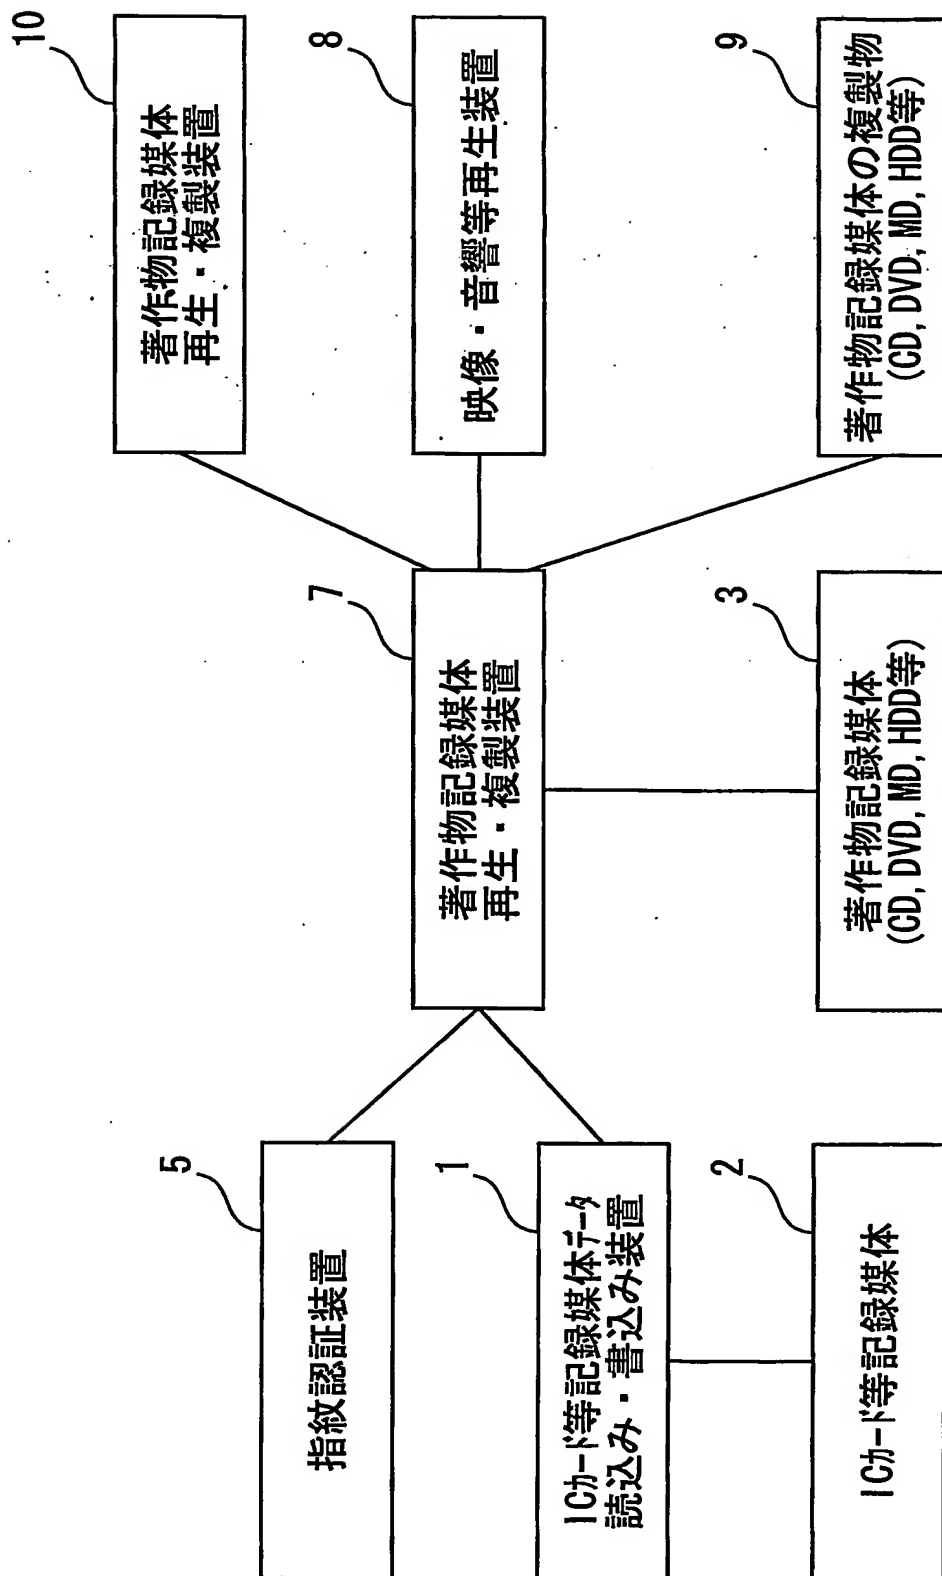 5
指紋認証装置
1
ICカード等記録媒体データ
読込み・書込み装置
2
ICカード等記録媒体
7
著作物記録媒体
再生・複製装置
3
著作物記録媒体
(CD, DVD, MD, HDD等)
10
著作物記録媒体
再生・複製装置
8
映像・音響等再生装置
9
著作物記録媒体の複製物
(CD, DVD, MD, HDD等)